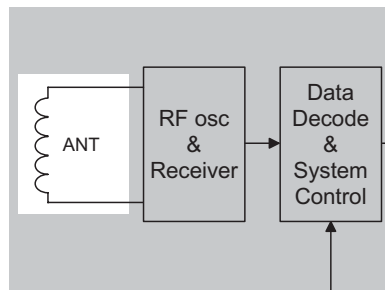 ANT
RF osc
&
Receiver
Data
Decode
&
System
Control